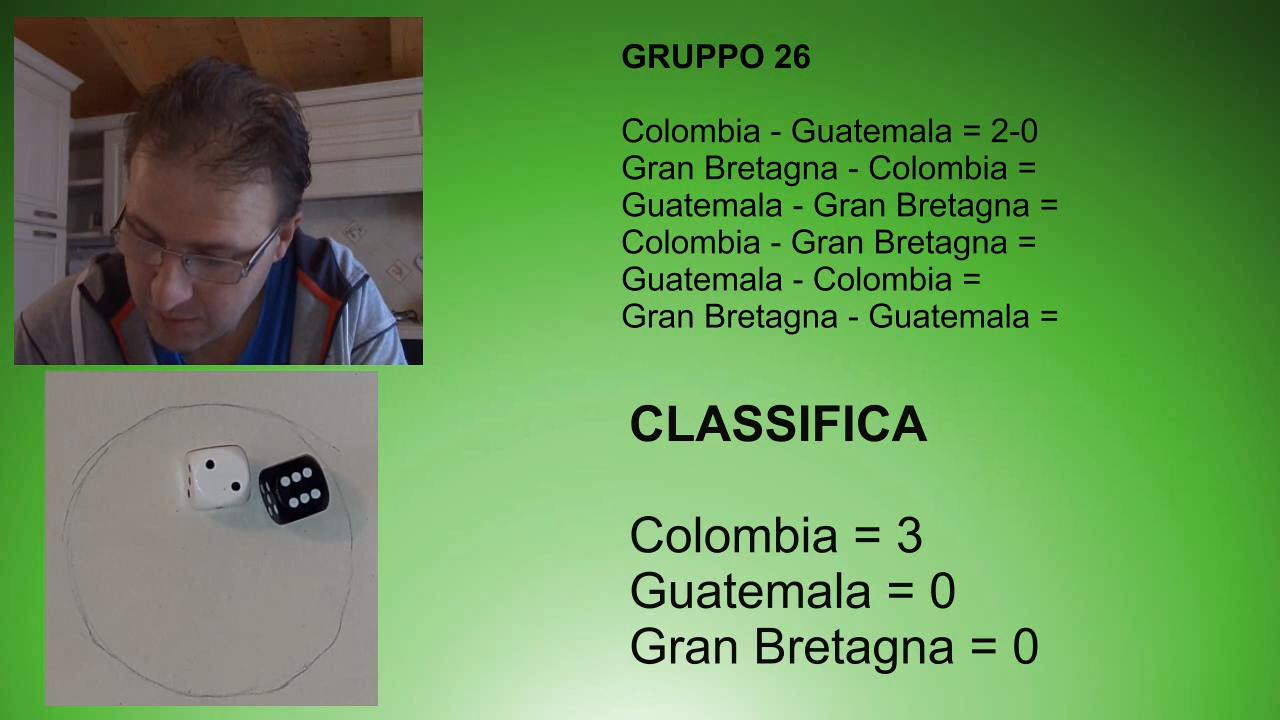 GRUPPO 26
Colombia - Guatemala = 2-0
Gran Bretagna - Colombia =
Guatemala - Gran Bretagna =
Colombia - Gran Bretagna =
Guatemala - Colombia =
Gran Bretagna - Guatemala =
CLASSIFICA
Colombia = 3
Guatemala = 0
Gran Bretagna = 0